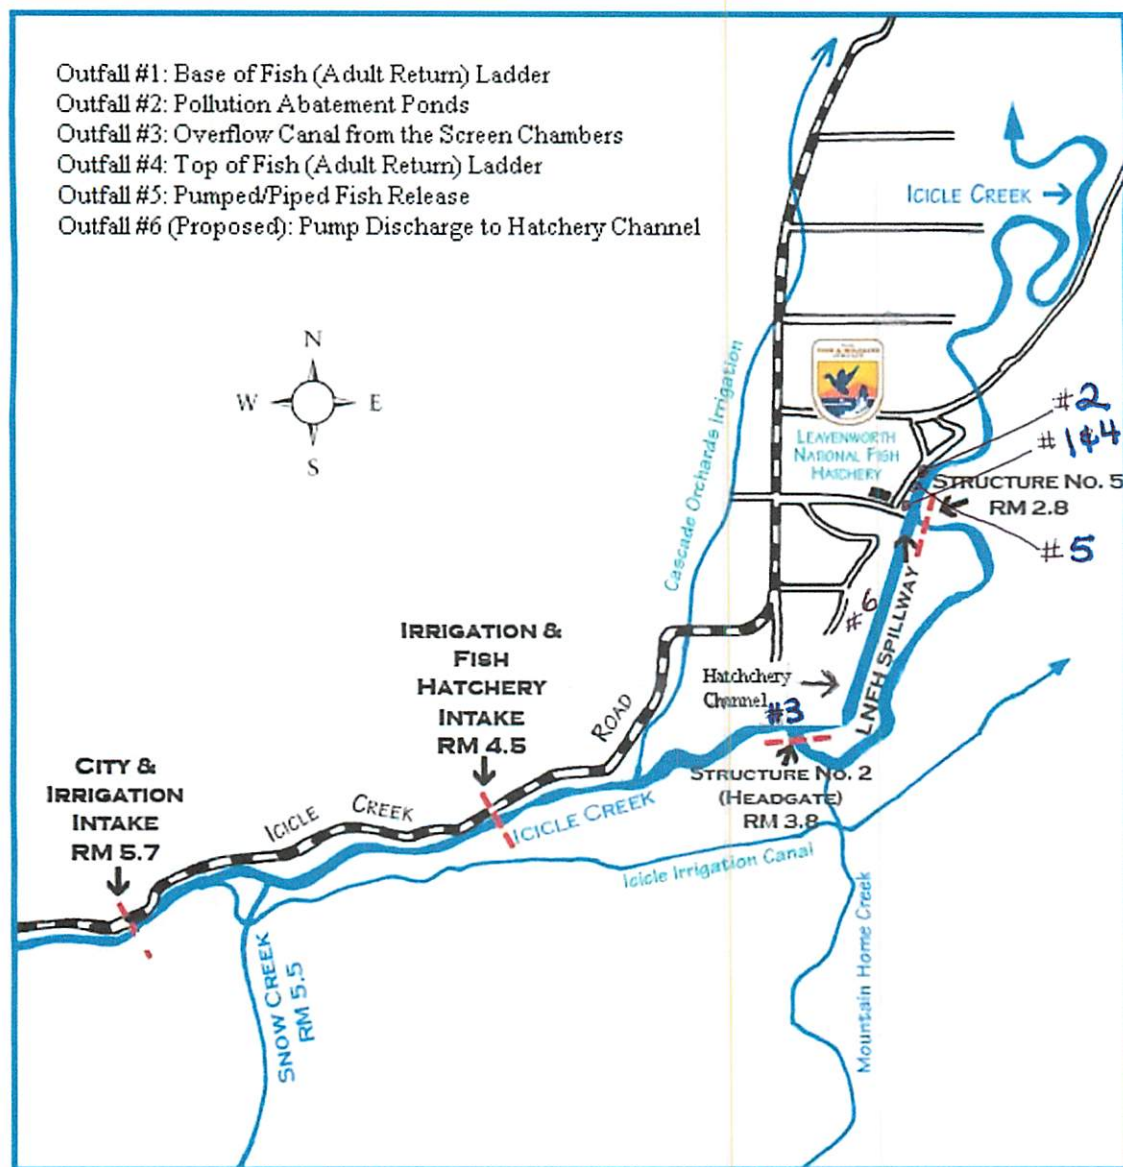 Outfall #1: Base of Fish (Adult Return) Ladder
Outfall #2: Pollution Abatement Ponds
Outfall #3: Overflow Canal from the Screen Chambers
Outfall #4: Top of Fish (Adult Return) Ladder
Outfall #5: Pumped/Piped Fish Release
Outfall #6 (Proposed): Pump Discharge to Hatchery Channel
ICICLE CREEK
N
W
E
S
Cascade Orchards Irrigation
LEAVENWORTH
NATIONAL FISH
HATCHERY
#2
#1&4
STRUCTURE NO. 5
RM 2.8
#5
#6
LNFH SPILLWAY
IRRIGATION &
FISH
HATCHERY
INTAKE
RM 4.5
Hatchchery
Channel
#3
STRUCTURE NO. 2
(HEADGATE)
RM 3.8
CITY &
IRRIGATION
INTAKE
RM 5.7
ICICLE CREEK ROAD
ICICLE CREEK
Icicle Irrigation Canal
SNOW CREEK
RM 5.5
Mountain Home Creek